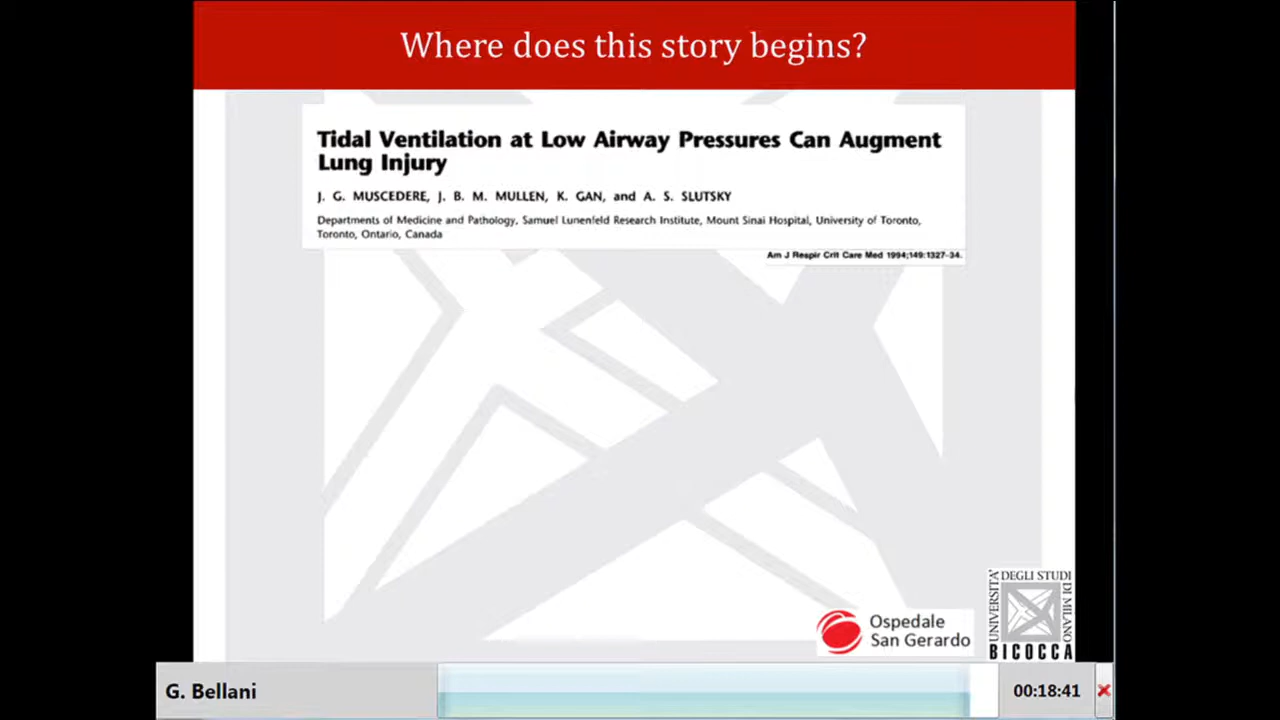 Where does this story begins?
Tidal Ventilation at Low Airway Pressures Can Augment
Lung Injury
J. G. MUSCEDERE, J. B. M. MULLEN, K. GAN, and A. S. SLUTSKY
Departments of Medicine and Pathology, Samuel Lunenfeld Research Institute, Mount Sinai Hospital, University of Toronto,
Toronto, Ontario, Canada
Am J Respir Crit Care Med 1994;149:1327-34.
Ospedale
San Gerardo
UNIVERSITA'
DEGLI STUDI
DI MILANO
BICOCCA
G. Bellani
00:18:41